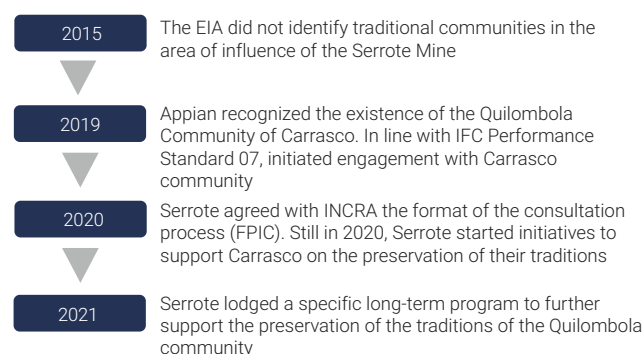 2015
The EIA did not identify traditional communities in the
area of influence of the Serrote Mine
2019
Appian recognized the existence of the Quilombola
Community of Carrasco. In line with IFC Performance
Standard 07, initiated engagement with Carrasco
community
2020
Serrote agreed with INCRA the format of the consultation
process (FPIC). Still in 2020, Serrote started initiatives to
support Carrasco on the preservation of their traditions
2021
Serrote lodged a specific long-term program to further
support the preservation of the traditions of the Quilombola
community